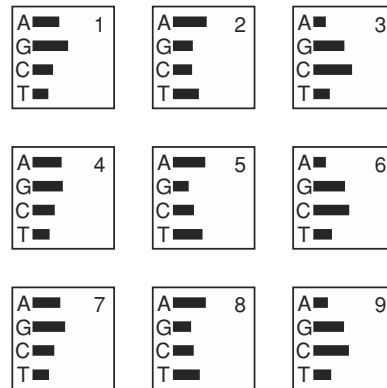 A 1 A 2 A 3
G G G
C C C
T T T
A 4 A 5 A 6
G G G
C C C
T T T
A 7 A 8 A 9
G G G
C C C
T T T